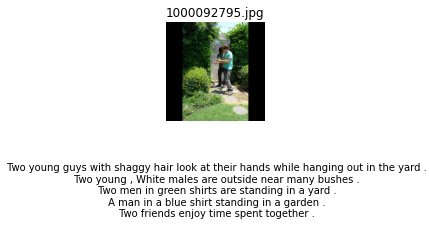 1000092795.jpg
Two young guys with shaggy hair look at their hands while hanging out in the yard .
Two young , White males are outside near many bushes .
Two men in green shirts are standing in a yard .
A man in a blue shirt standing in a garden .
Two friends enjoy time spent together .